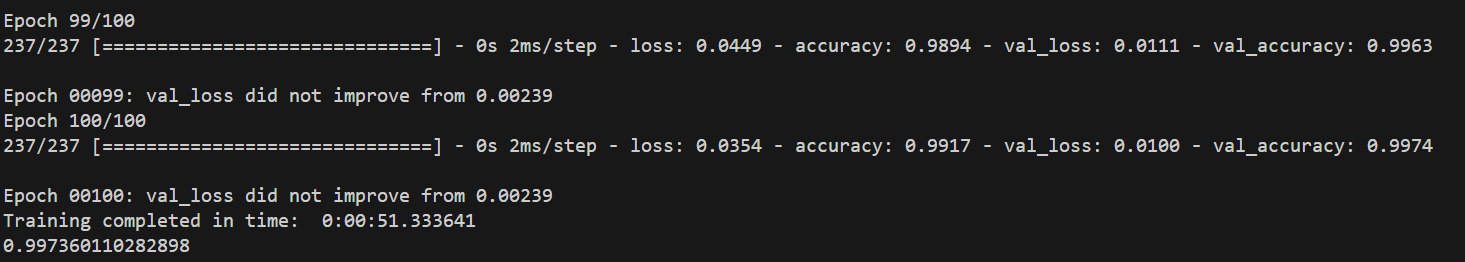 Epoch 99/100
237/237 [==============================] - 0s 2ms/step - loss: 0.0449 - accuracy: 0.9894 - val_loss: 0.0111 - val_accuracy: 0.9963
Epoch 00099: val_loss did not improve from 0.00239
Epoch 100/100
237/237 [==============================] - 0s 2ms/step - loss: 0.0354 - accuracy: 0.9917 - val_loss: 0.0100 - val_accuracy: 0.9974
Epoch 00100: val_loss did not improve from 0.00239
Training completed in time:  0:00:51.333641
0.997360110282898